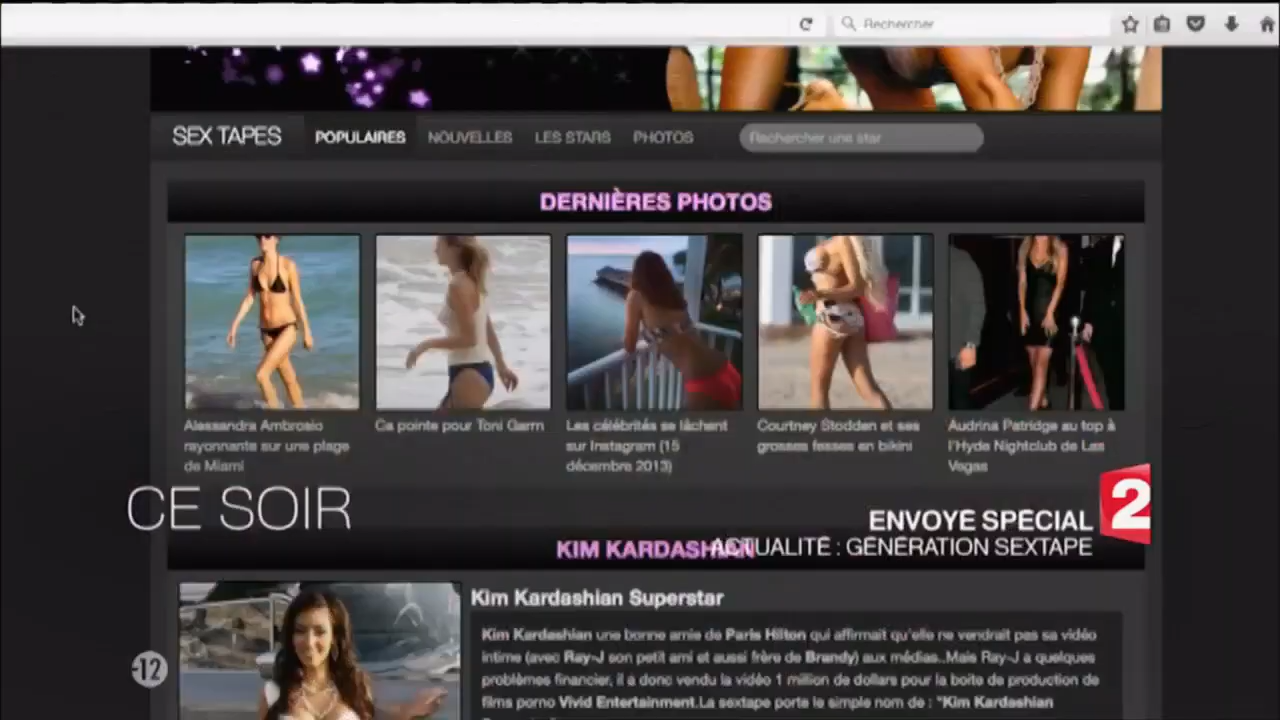 Rechercher
SEX TAPES POPULAIRES NOUVELLES LES STARS PHOTOS Rechercher une star
DERNIÈRES PHOTOS
Alessandra Ambrosio
rayonnante sur une plage
de Miami
Ca pointe pour Toni Garrn
Les célébrités se lâchent
sur Instagram (15
décembre 2013)
Courtney Stodden et ses
grosses fesses en bikini
Audrina Patridge au top à
l'Hyde Nightclub de Las
Vegas
CE SOIR
ENVOYE SPECIAL
2
ACTUALITÉ : GÉNÉRATION SEXTAPE
KIM KARDASHIAN
Kim Kardashian Superstar
Kim Kardashian une bonne amie de Paris Hilton qui affirmait qu'elle ne vendrait pas sa vidéo
intime (avec Ray-J son petit ami et aussi frère de Brandy) aux médias..Mais Ray-J a quelques
problèmes financier, il a donc vendu la vidéo 1 million de dollars pour la boite de production de
films porno Vivid Entertainment.La sextape porte le simple nom de : "Kim Kardashian
-12